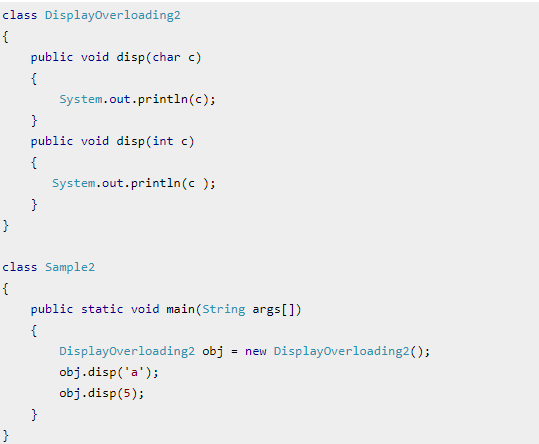 class DisplayOverloading2
{
    public void disp(char c)
    {
        System.out.println(c);
    }
    public void disp(int c)
    {
       System.out.println(c );
    }
}

class Sample2
{
    public static void main(String args[])
    {
        DisplayOverloading2 obj = new DisplayOverloading2();
        obj.disp('a');
        obj.disp(5);
    }
}